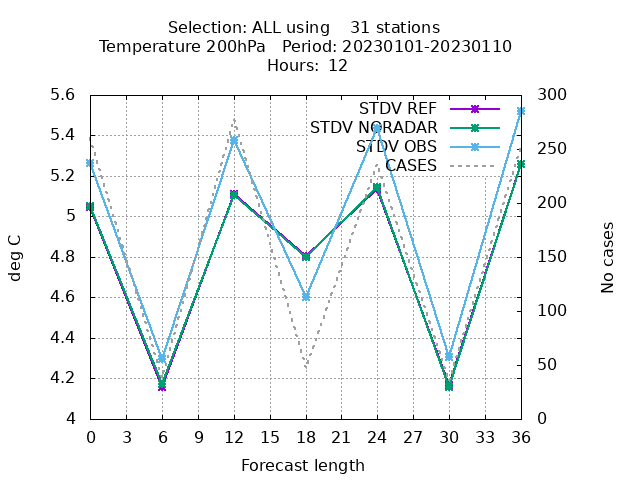 Selection: ALL using    31 stations
Temperature 200hPa   Period: 20230101-20230110
Hours: 12
STDV REF
STDV NORADAR
STDV OBS
CASES
deg C
5.6
5.4
5.2
5
4.8
4.6
4.4
4.2
4
300
250
200
150
100
50
0
No cases
0 3 6 9 12 15 18 21 24 27 30 33 36
Forecast length